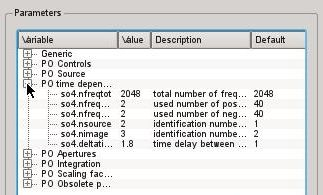 Parameters
Variable Value Description Default
Generic
PO Controls
PO Source
PO time depen...
so4.nfreqtot 2048 total number of freq... 2048
so4.nfreq... 2 used number of pos... 40
so4.nfreq... 2 used number of neg... 40
so4.nsource 2 identification numbe... 1
so4.nimage 3 identification numbe... 2
so4.deltati... 1.8 time delay between ... 1
PO Apertures
PO Integration
PO Scaling fac...
PO Obsolete p...